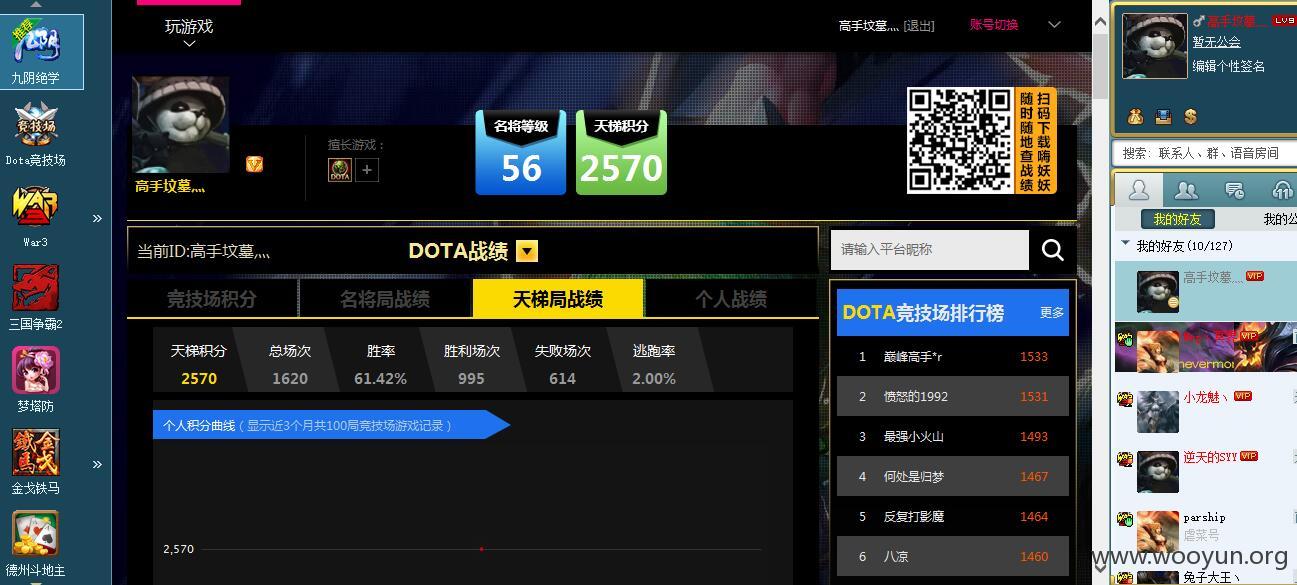 推荐
九阴绝学
竞技场
Dota竞技场
WAR 3
War3
三国争霸2
梦塔防
金戈铁马
金戈铁马
德州斗地主
玩游戏
高手坟墓灬 [退出]
账号切换
高手坟墓灬
擅长游戏：
DOTA
名将等级
56
天梯积分
2570
扫码下载嗨妖妖
随时随地查战绩
当前ID:高手坟墓灬
DOTA战绩
请输入平台昵称
竞技场积分
名将局战绩
天梯局战绩
个人战绩
天梯积分 总场次 胜率 胜利场次 失败场次 逃跑率
2570 1620 61.42% 995 614 2.00%
个人积分曲线（显示近3个月共100局竞技场游戏记录）
2,570
DOTA竞技场排行榜 更多
1 巅峰高手*r 1533
2 愤怒的1992 1531
3 最强小火山 1493
4 何处是归梦 1467
5 反复打影魔 1464
6 八凉 1460
高手坟墓灬 LV9
暂无公会
编辑个性签名
搜索：联系人、群、语音房间
11
我的好友 我的公
我的好友(10/127)
高手坟墓灬 VIP
VIP
nevermor
小龙魅丶 VIP
逆天的SYY VIP
parship
虐菜号
兔子大王丶
www.wooyun.org